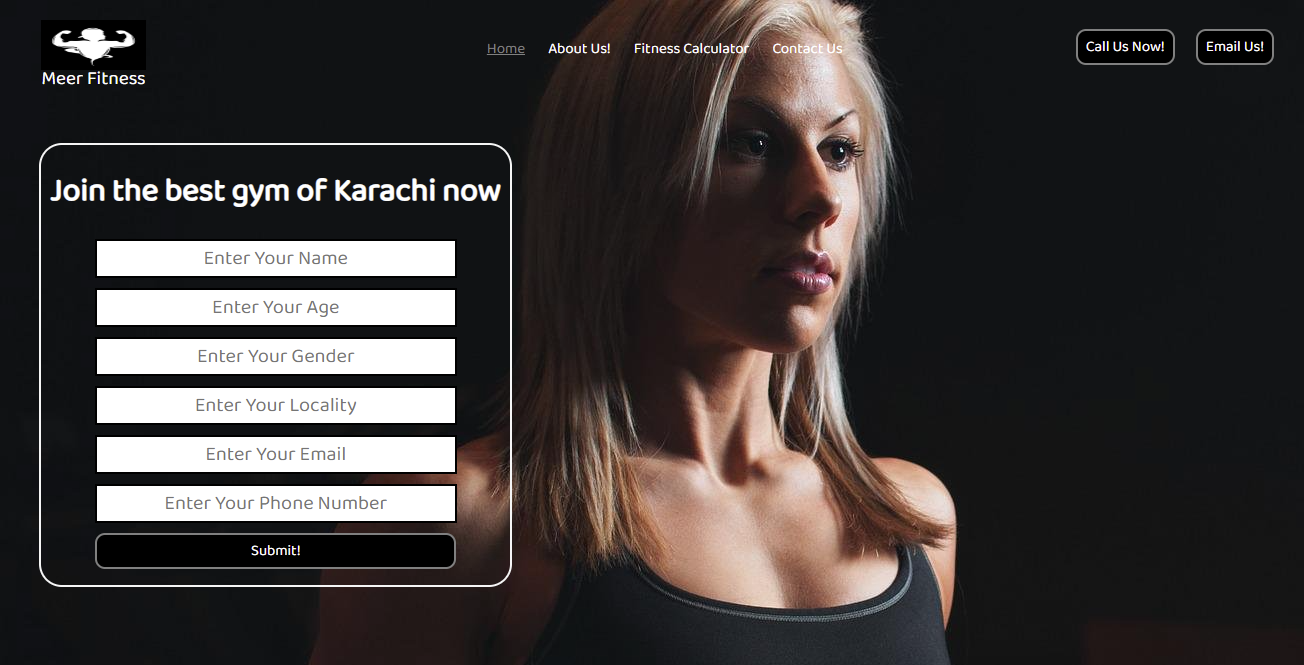 Meer Fitness
Home
About Us!
Fitness Calculator
Contact Us
Call Us Now!
Email Us!
Join the best gym of Karachi now
Enter Your Name
Enter Your Age
Enter Your Gender
Enter Your Locality
Enter Your Email
Enter Your Phone Number
Submit!